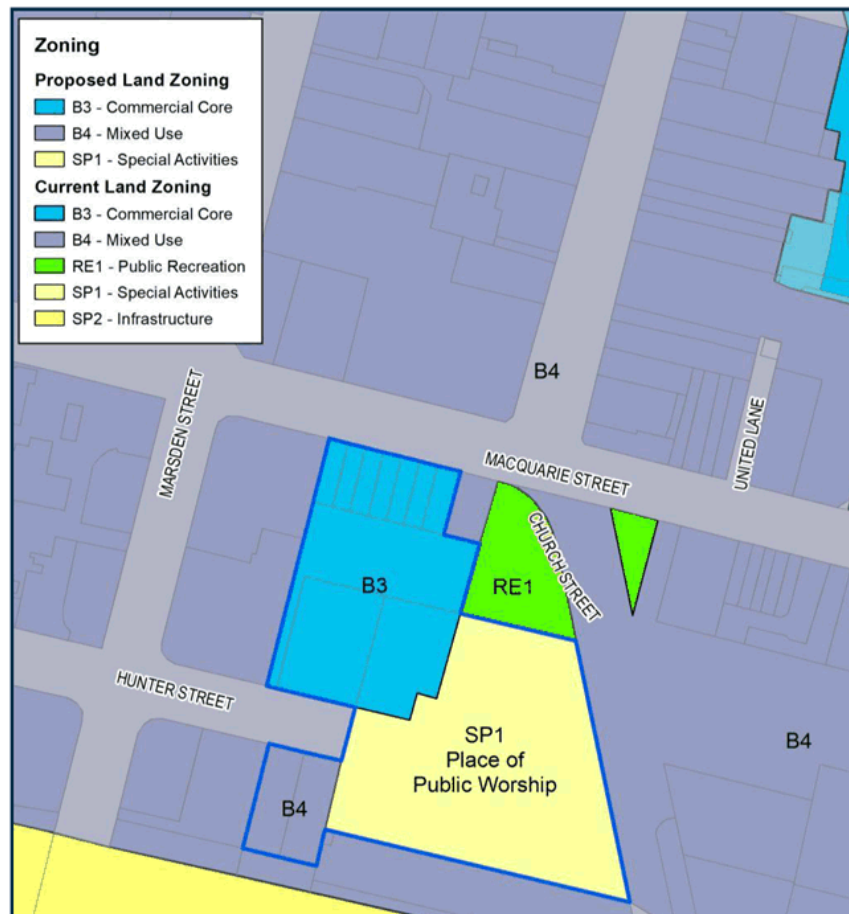 Zoning
Proposed Land Zoning
B3 - Commercial Core
B4 - Mixed Use
SP1 - Special Activities
Current Land Zoning
B3 - Commercial Core
B4 - Mixed Use
RE1 - Public Recreation
SP1 - Special Activities
SP2 - Infrastructure
B4
MARSDEN STREET
UNITED LANE
MACQUARIE STREET
CHURCH STREET
B3
RE1
HUNTER STREET
SP1
Place of
Public Worship
B4
B4